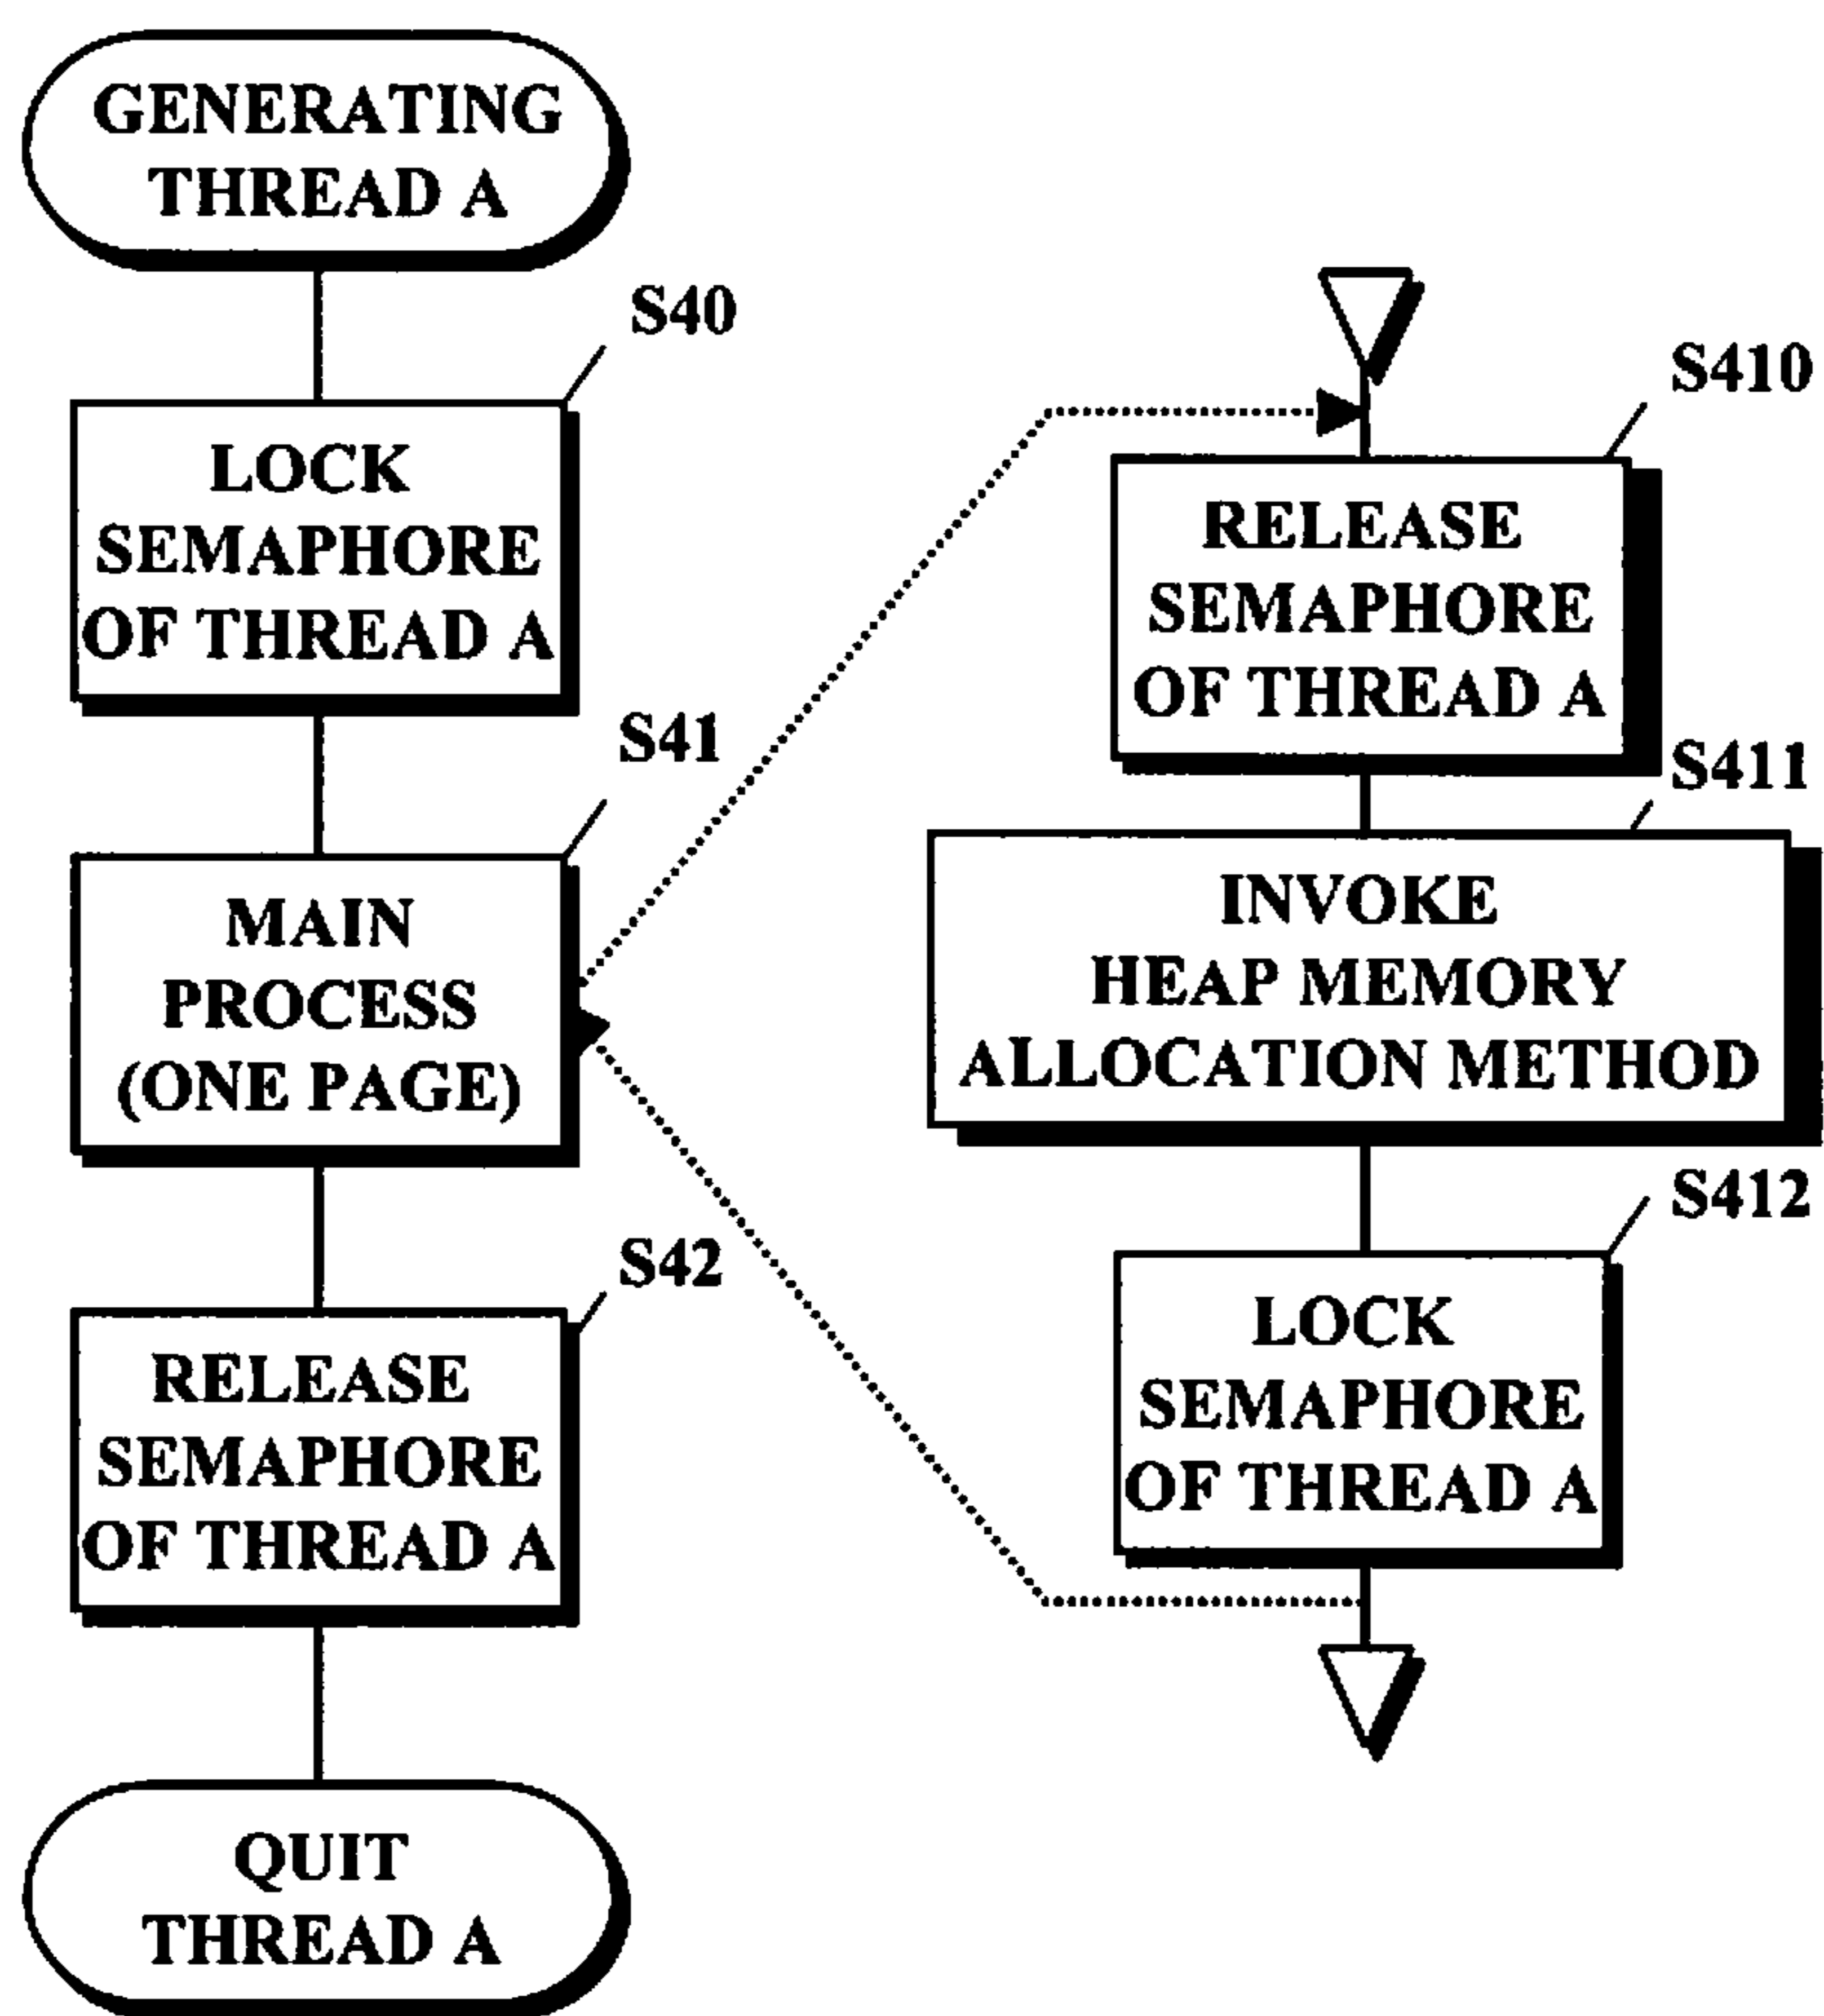 GENERATING
THREAD A
S40
LOCK
SEMAPHORE
OF THREAD A
S41
MAIN
PROCESS
(ONE PAGE)
S42
RELEASE
SEMAPHORE
OF THREAD A
QUIT
THREAD A
S410
RELEASE
SEMAPHORE
OF THREAD A
S411
INVOKE
HEAP MEMORY
ALLOCATION METHOD
S412
LOCK
SEMAPHORE
OF THREAD A